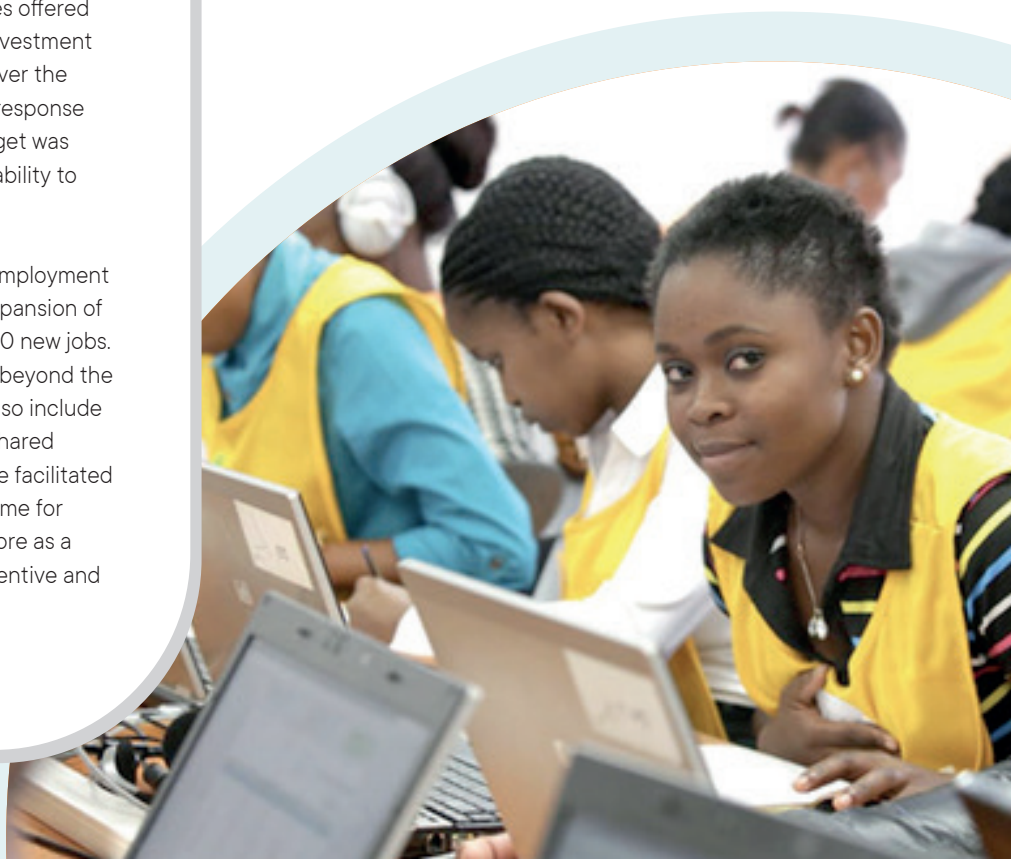 es offered
vestment
ver the
response
get was
ability to
mployment
pansion of
0 new jobs.
beyond the
so include
hared
e facilitated
me for
ore as a
entive and